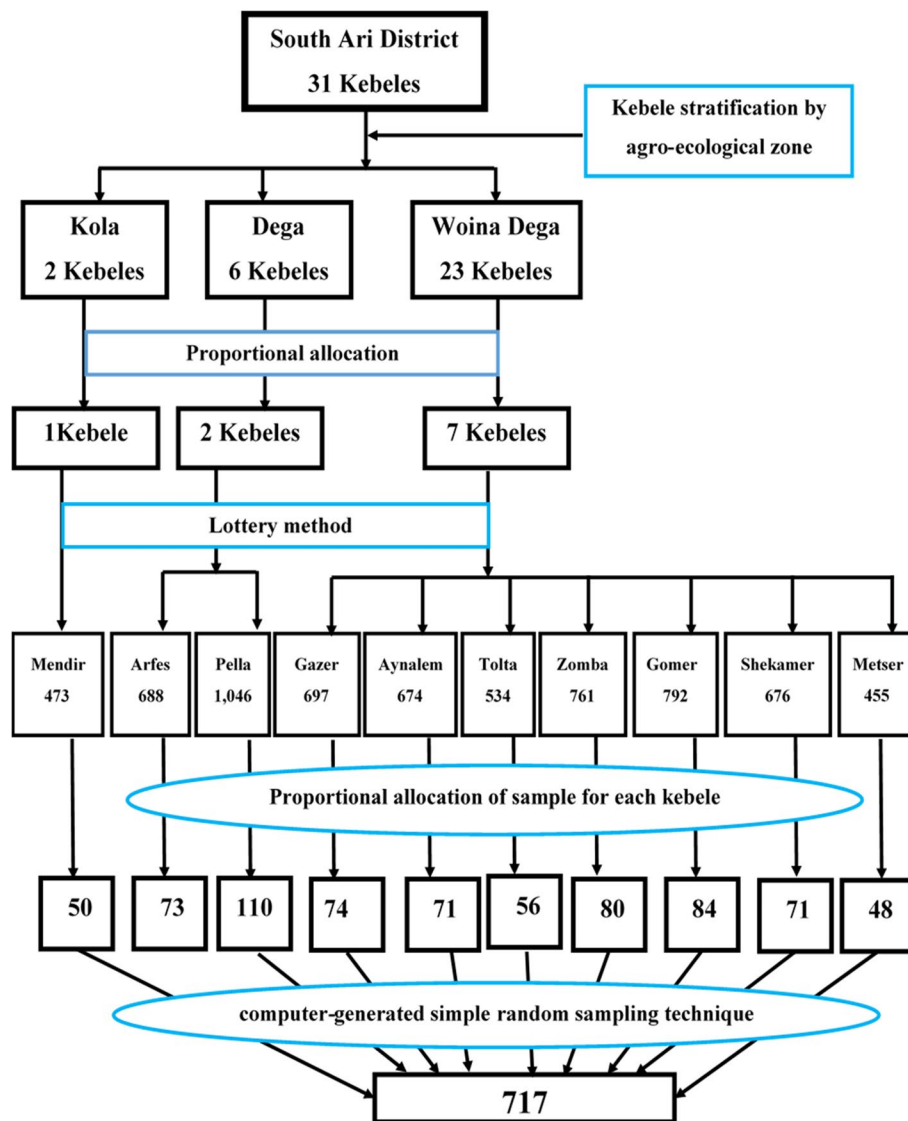 South Ari District
31 Kebeles
Kebele stratification by
agro-ecological zone
Kola
2 Kebeles
Dega
6 Kebeles
Woina Dega
23 Kebeles
Proportional allocation
1Kebele
2 Kebeles
7 Kebeles
Lottery method
Mendir
473
Arfes
688
Pella
1,046
Gazer
697
Aynalem
674
Tolta
534
Zomba
761
Gomer
792
Shekamer
676
Metser
455
Proportional allocation of sample for each kebele
50
73
110
74
71
56
80
84
71
48
computer-generated simple random sampling technique
717